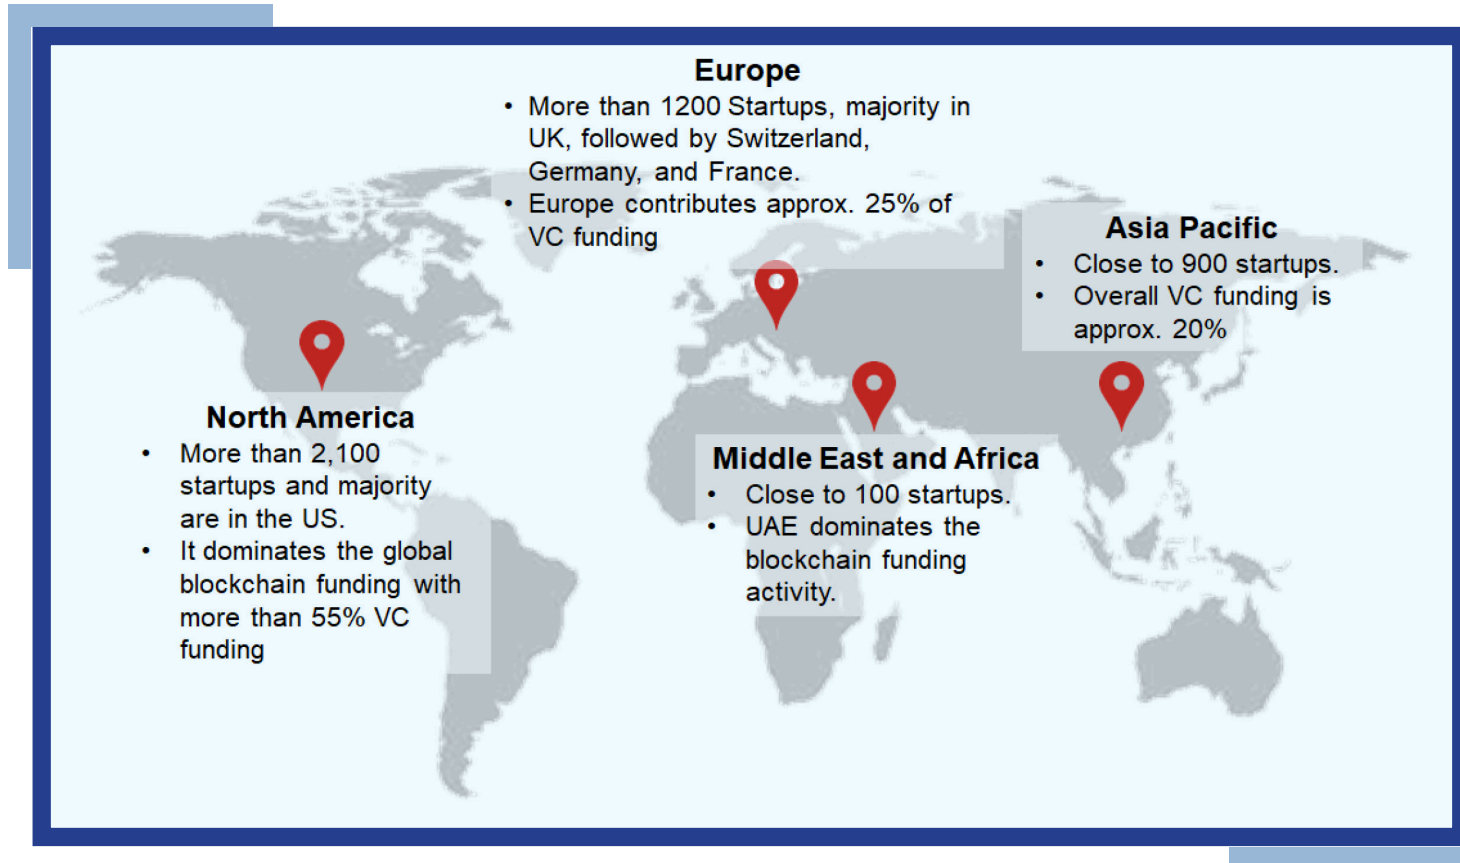 Europe
• More than 1200 Startups, majority in
UK, followed by Switzerland,
Germany, and France.
• Europe contributes approx. 25% of
VC funding
Asia Pacific
• Close to 900 startups.
• Overall VC funding is
approx. 20%
North America
• More than 2,100
startups and majority
are in the US.
• It dominates the global
blockchain funding with
more than 55% VC
funding
Middle East and Africa
• Close to 100 startups.
• UAE dominates the
blockchain funding
activity.